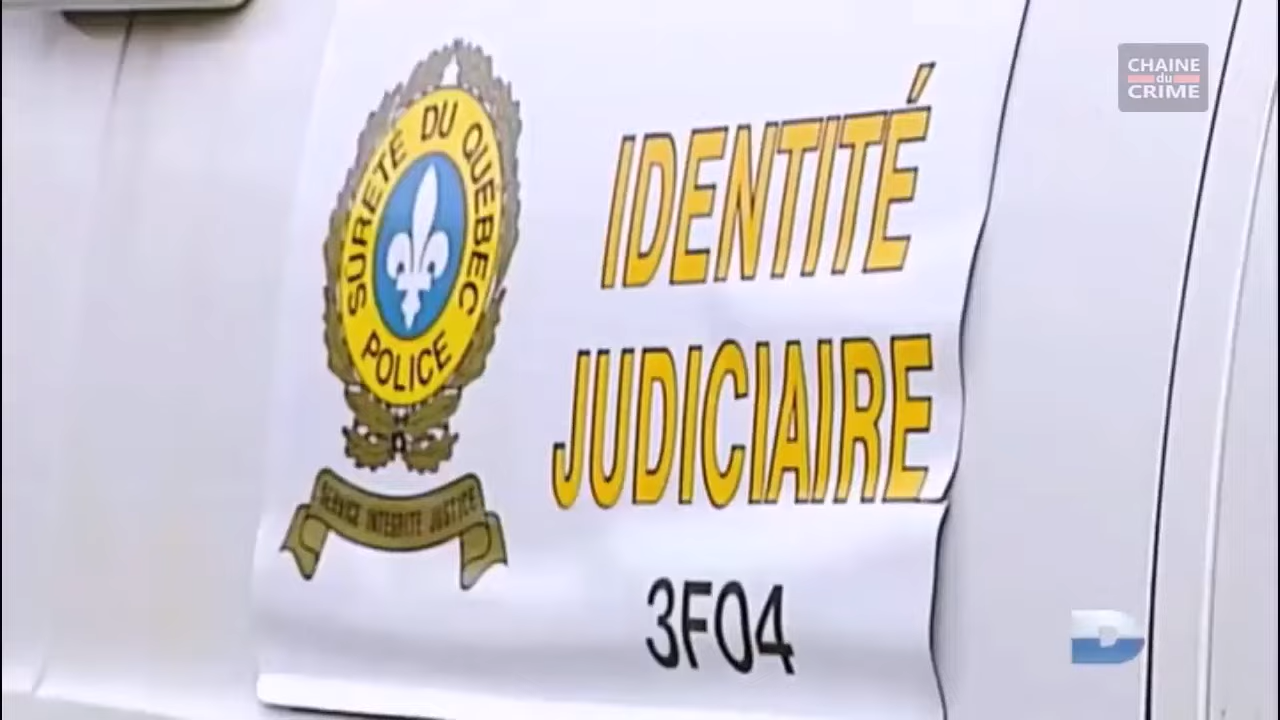 CHAINE
du
CRIME
SÛRETÉ DU QUÉBEC
POLICE
SERVICE INTÉGRITÉ JUSTICE
IDENTITÉ
JUDICIAIRE
3F04
D